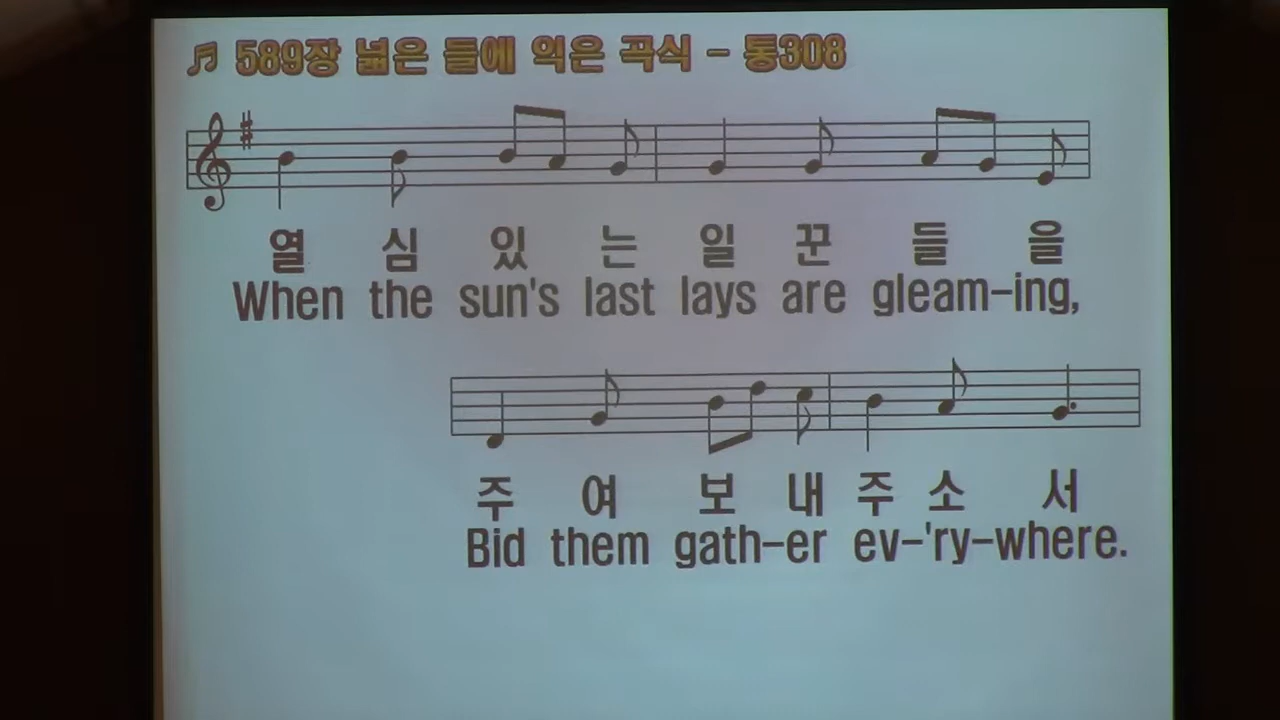 589장 넓은 들에 익은 곡식 - 통308
열 심 있 는 일 꾼 들 을
When the sun's last lays are gleam-ing,
주 여 보 내 주 소 서
Bid them gath-er ev-'ry-where.